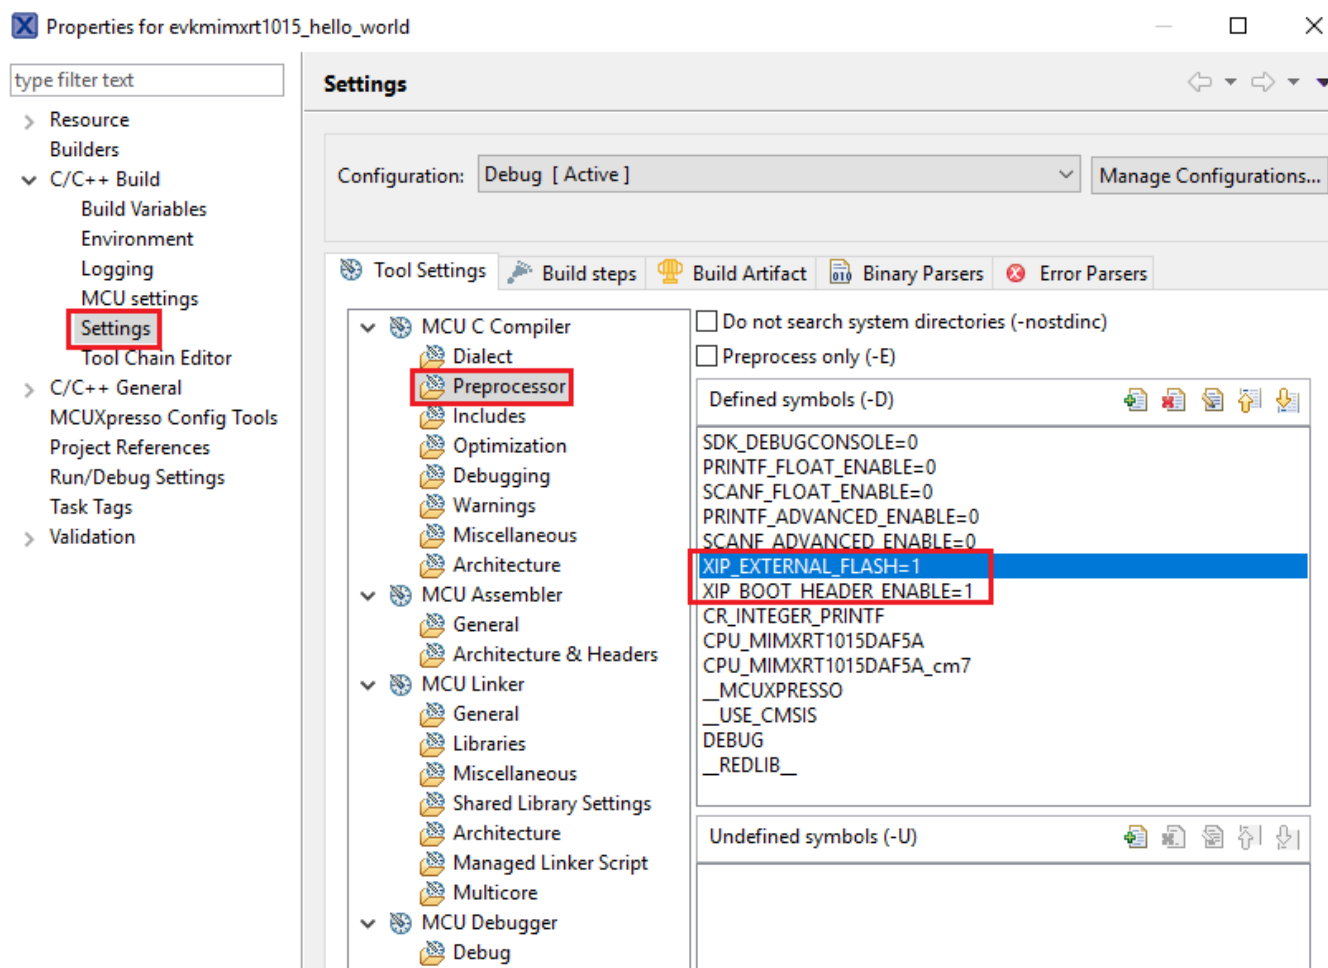 Properties for evkmimxrt1015_hello_world
type filter text
Resource
Builders
C/C++ Build
Build Variables
Environment
Logging
MCU settings
Settings
Tool Chain Editor
C/C++ General
MCUXpresso Config Tools
Project References
Run/Debug Settings
Task Tags
Validation
Settings
Configuration: Debug [ Active ] Manage Configurations...
Tool Settings Build steps Build Artifact Binary Parsers Error Parsers
MCU C Compiler
Dialect
Preprocessor
Includes
Optimization
Debugging
Warnings
Miscellaneous
Architecture
MCU Assembler
General
Architecture & Headers
MCU Linker
General
Libraries
Miscellaneous
Shared Library Settings
Architecture
Managed Linker Script
Multicore
MCU Debugger
Debug
Do not search system directories (-nostdinc)
Preprocess only (-E)
Defined symbols (-D)
SDK_DEBUGCONSOLE=0
PRINTF_FLOAT_ENABLE=0
SCANF_FLOAT_ENABLE=0
PRINTF_ADVANCED_ENABLE=0
SCANF_ADVANCED_ENABLE=0
XIP_EXTERNAL_FLASH=1
XIP_BOOT_HEADER_ENABLE=1
CR_INTEGER_PRINTF
CPU_MIMXRT1015DAF5A
CPU_MIMXRT1015DAF5A_cm7
__MCUXPRESSO
__USE_CMSIS
DEBUG
__REDLIB__
Undefined symbols (-U)